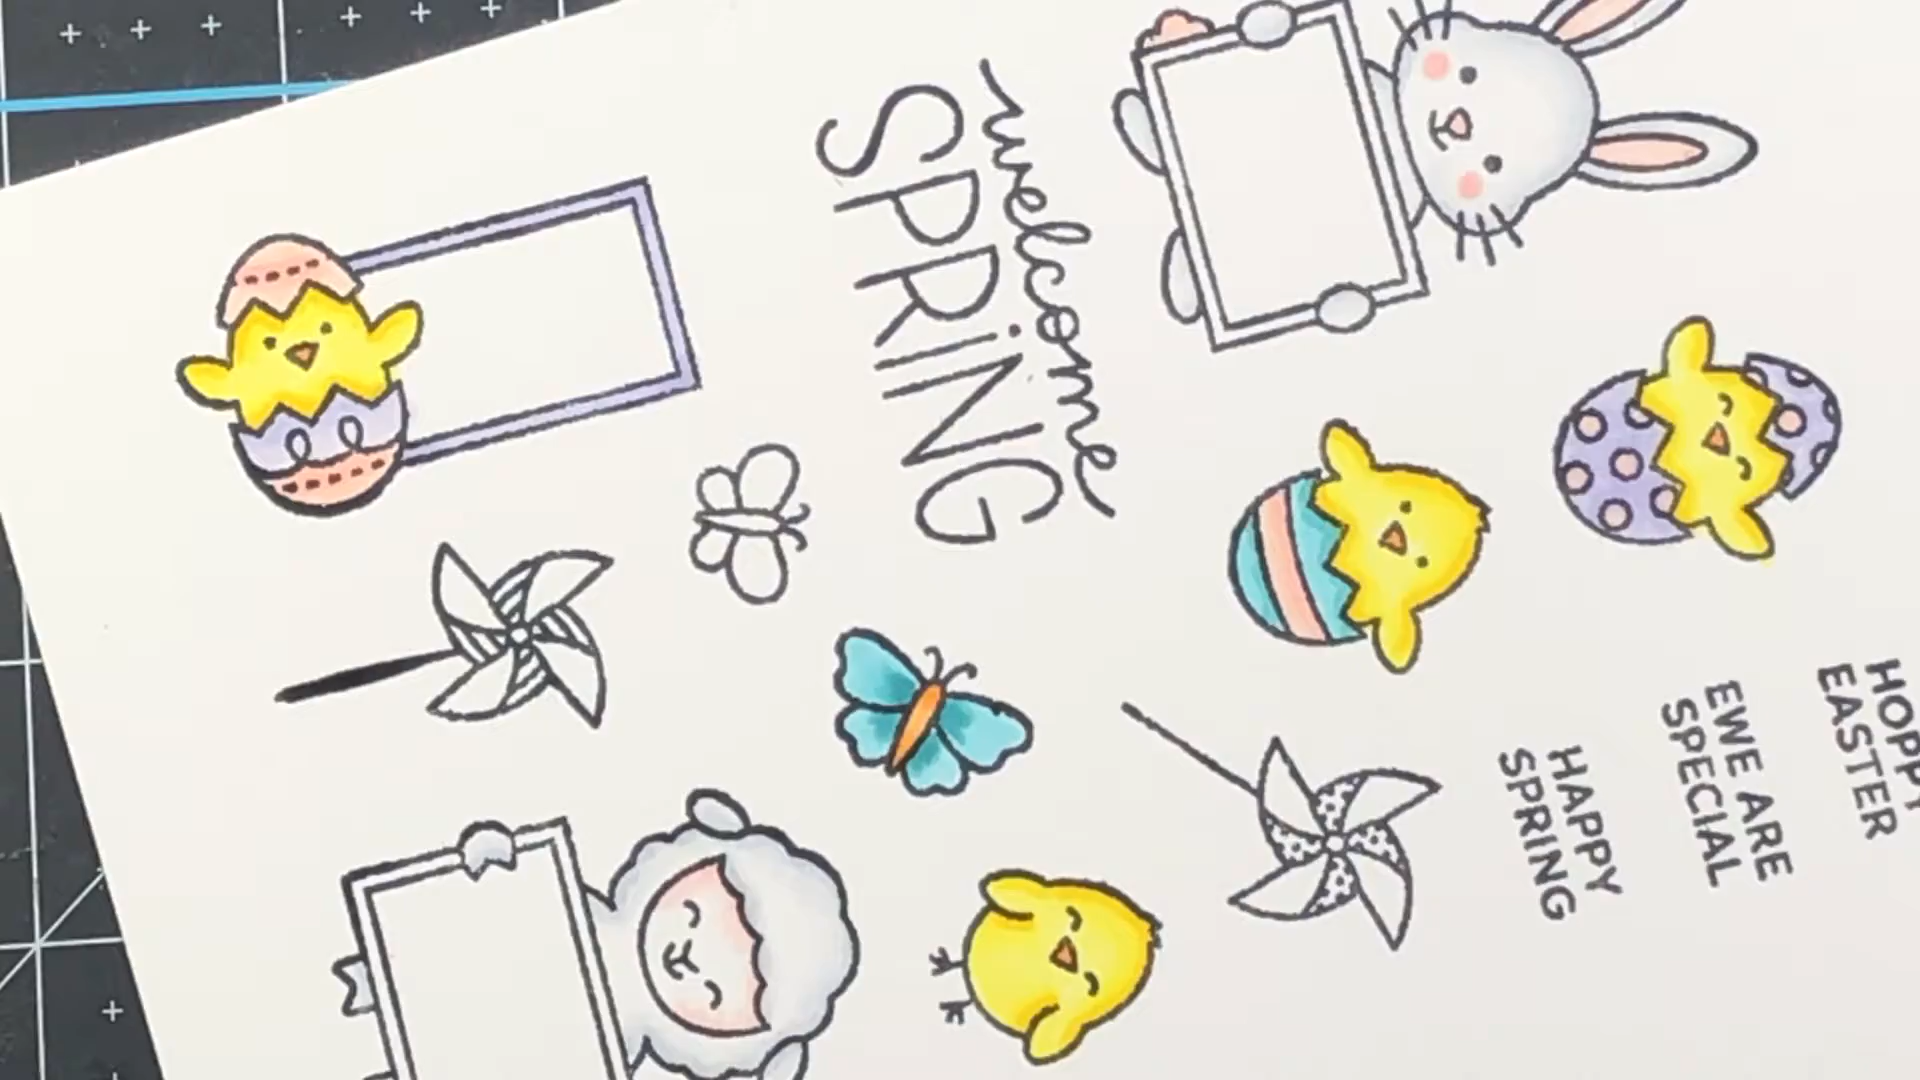 welcome
SPRiNG
HOPPY
EASTER
EWE ARE
SPECIAL
HAPPY
SPRING